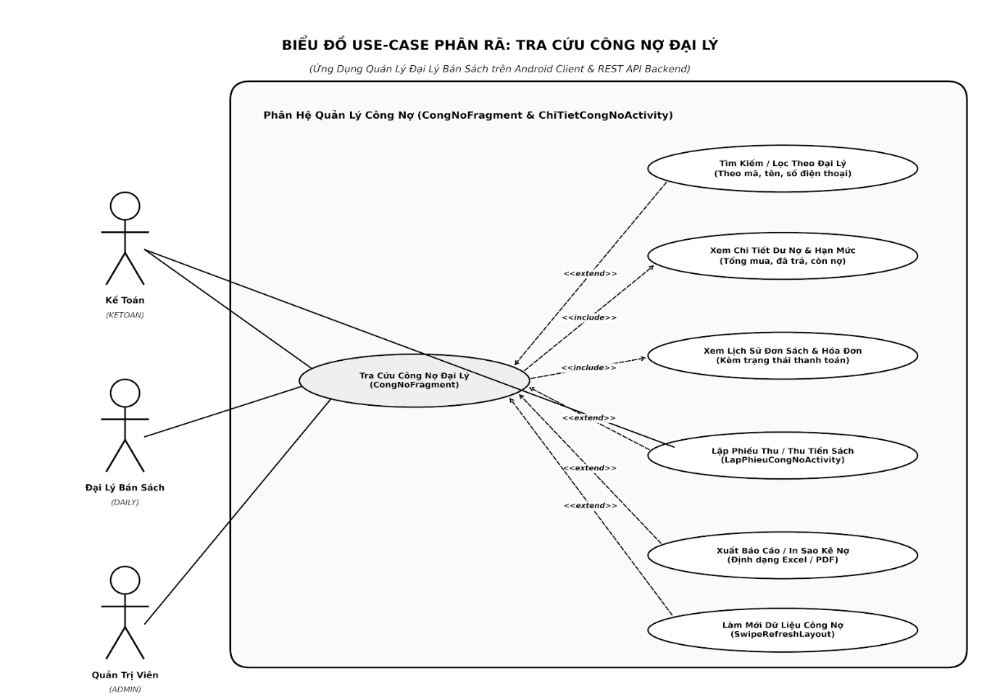 BIỂU ĐỒ USE-CASE PHÂN RÃ: TRA CỨU CÔNG NỢ ĐẠI LÝ
(Ứng Dụng Quản Lý Đại Lý Bán Sách trên Android Client & REST API Backend)
Phân Hệ Quản Lý Công Nợ (CongNoFragment & ChiTietCongNoActivity)
Tìm Kiếm / Lọc Theo Đại Lý
(Theo mã, tên, số điện thoại)
Kế Toán
(KETOAN)
Xem Chi Tiết Dư Nợ & Hạn Mức
(Tổng mua, đã trả, còn nợ)
<<extend>>
<<include>>
Xem Lịch Sử Đơn Sách & Hóa Đơn
(Kèm trạng thái thanh toán)
<<include>>
Tra Cứu Công Nợ Đại Lý
(CongNoFragment)
<<extend>>
Lập Phiếu Thu / Thu Tiền Sách
(LapPhieuCongNoActivity)
<<extend>>
Đại Lý Bán Sách
(DAILY)
<<extend>>
Xuất Báo Cáo / In Sao Kê Nợ
(Định dạng Excel / PDF)
Làm Mới Dữ Liệu Công Nợ
(SwipeRefreshLayout)
Quản Trị Viên
(ADMIN)